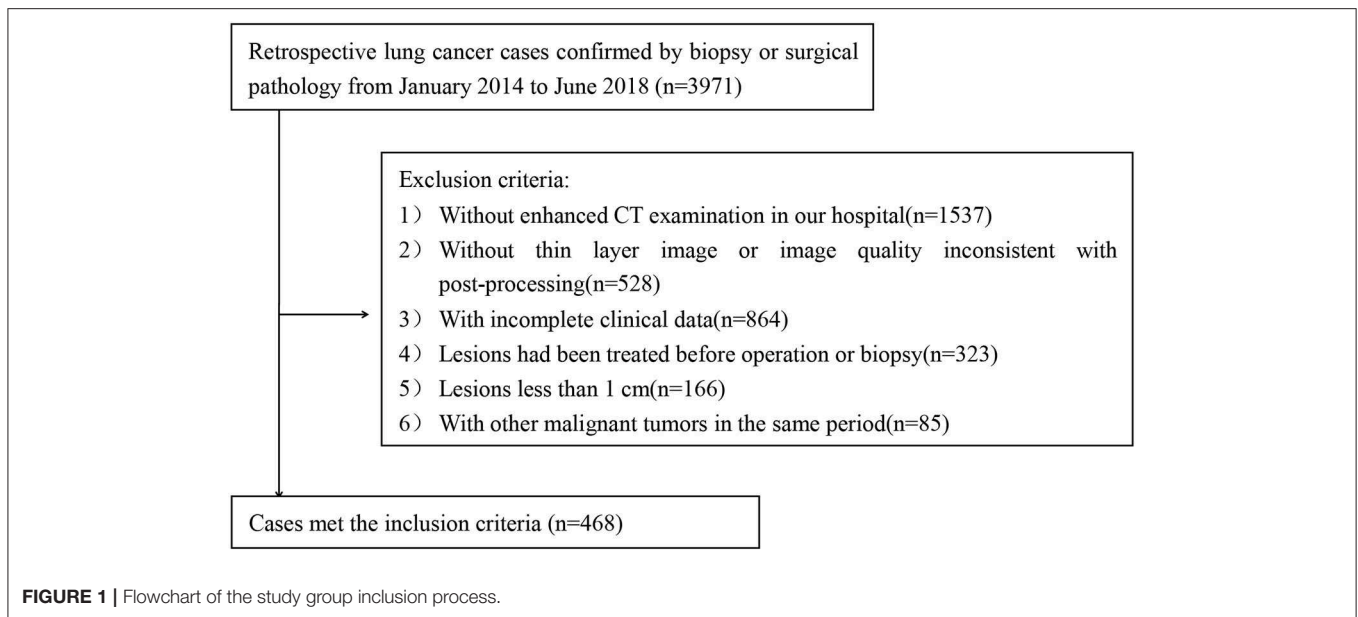 Retrospective lung cancer cases confirmed by biopsy or surgical
pathology from January 2014 to June 2018 (n=3971)
Exclusion criteria:
1） Without enhanced CT examination in our hospital(n=1537)
2） Without thin layer image or image quality inconsistent with
post-processing(n=528)
3） With incomplete clinical data(n=864)
4） Lesions had been treated before operation or biopsy(n=323)
5） Lesions less than 1 cm(n=166)
6） With other malignant tumors in the same period(n=85)
Cases met the inclusion criteria (n=468)
FIGURE 1 | Flowchart of the study group inclusion process.